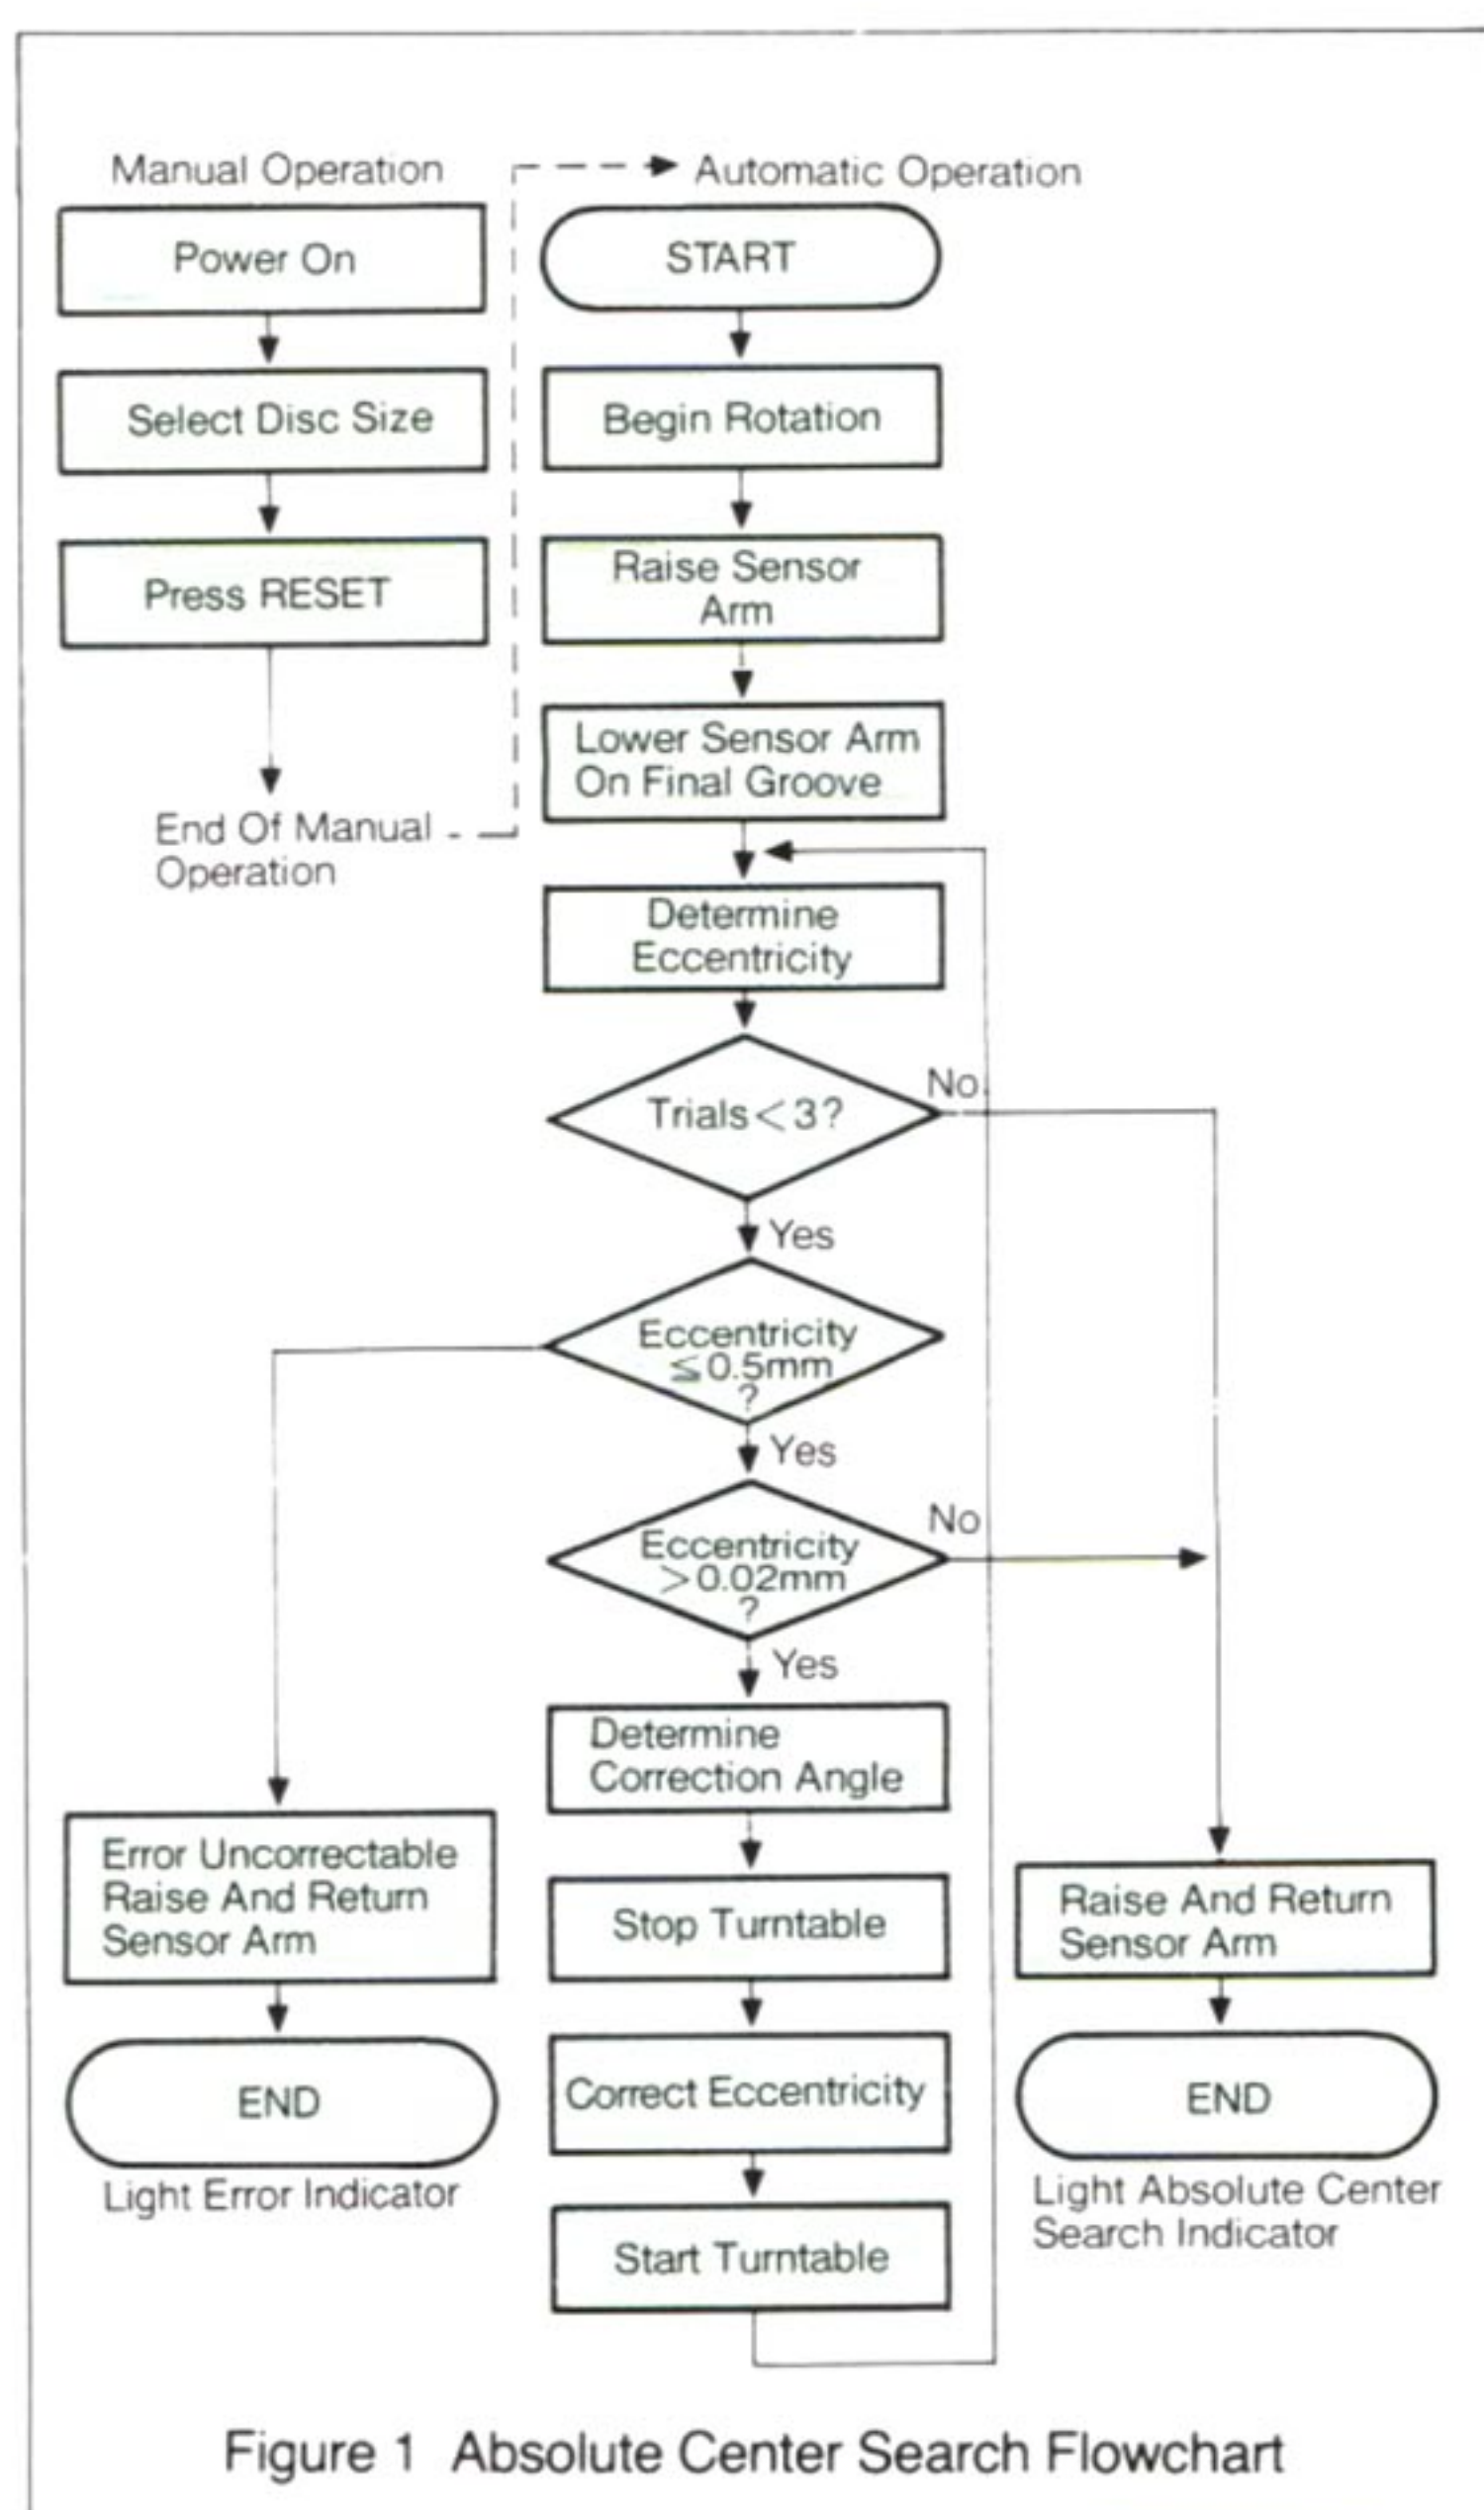 Manual Operation
Power On
Select Disc Size
Press RESET
End Of Manual
Operation
Automatic Operation
START
Begin Rotation
Raise Sensor
Arm
Lower Sensor Arm
On Final Groove
Determine
Eccentricity
Trials<3?
No
Yes
Eccentricity
≦0.5mm
?
Yes
Eccentricity
>0.02mm
?
No
Yes
Determine
Correction Angle
Stop Turntable
Correct Eccentricity
Start Turntable
Error Uncorrectable
Raise And Return
Sensor Arm
END
Light Error Indicator
Raise And Return
Sensor Arm
END
Light Absolute Center
Search Indicator
Figure 1 Absolute Center Search Flowchart